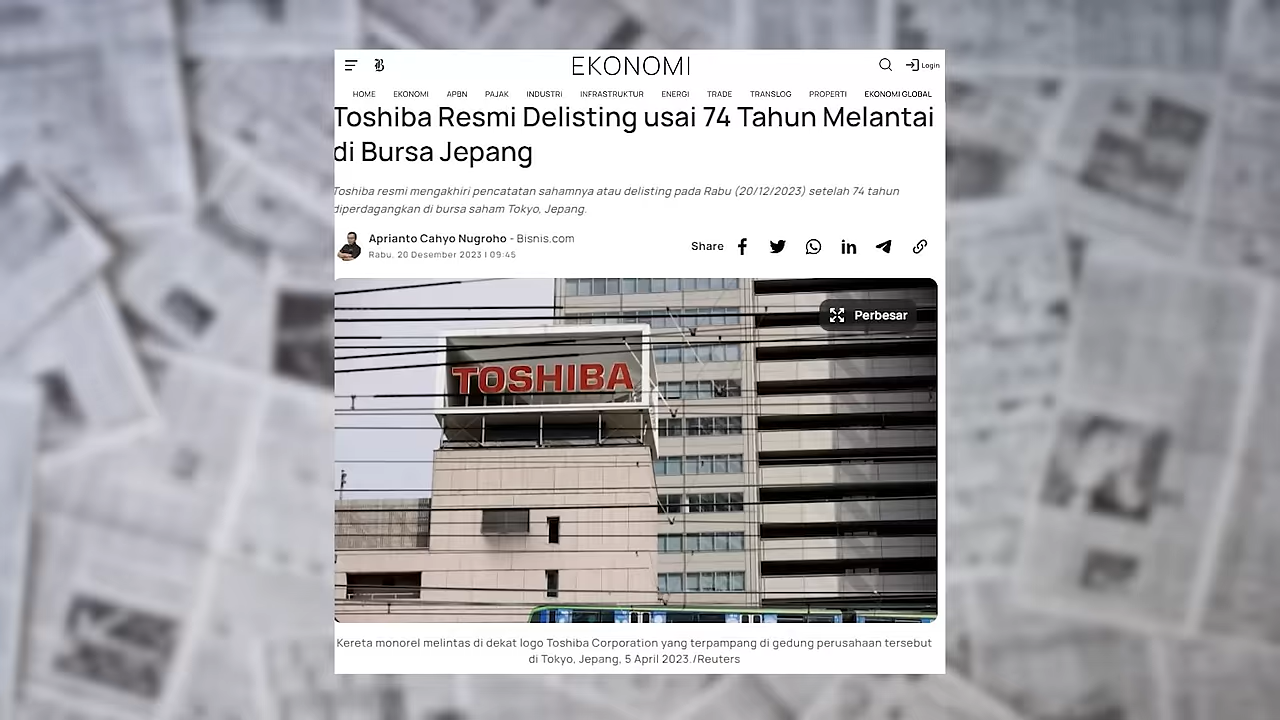 EKONOMI
Login
HOME EKONOMI APBN PAJAK INDUSTRI INFRASTRUKTUR ENERGI TRADE TRANSLOG PROPERTI EKONOMI GLOBAL
Toshiba Resmi Delisting usai 74 Tahun Melantai
di Bursa Jepang
Toshiba resmi mengakhiri pencatatan sahamnya atau delisting pada Rabu (20/12/2023) setelah 74 tahun
diperdagangkan di bursa saham Tokyo, Jepang.
Aprianto Cahyo Nugroho - Bisnis.com
Rabu, 20 Desember 2023 | 09:45
Share
Perbesar
TOSHIBA
Kereta monorel melintas di dekat logo Toshiba Corporation yang terpampang di gedung perusahaan tersebut
di Tokyo, Jepang, 5 April 2023./Reuters